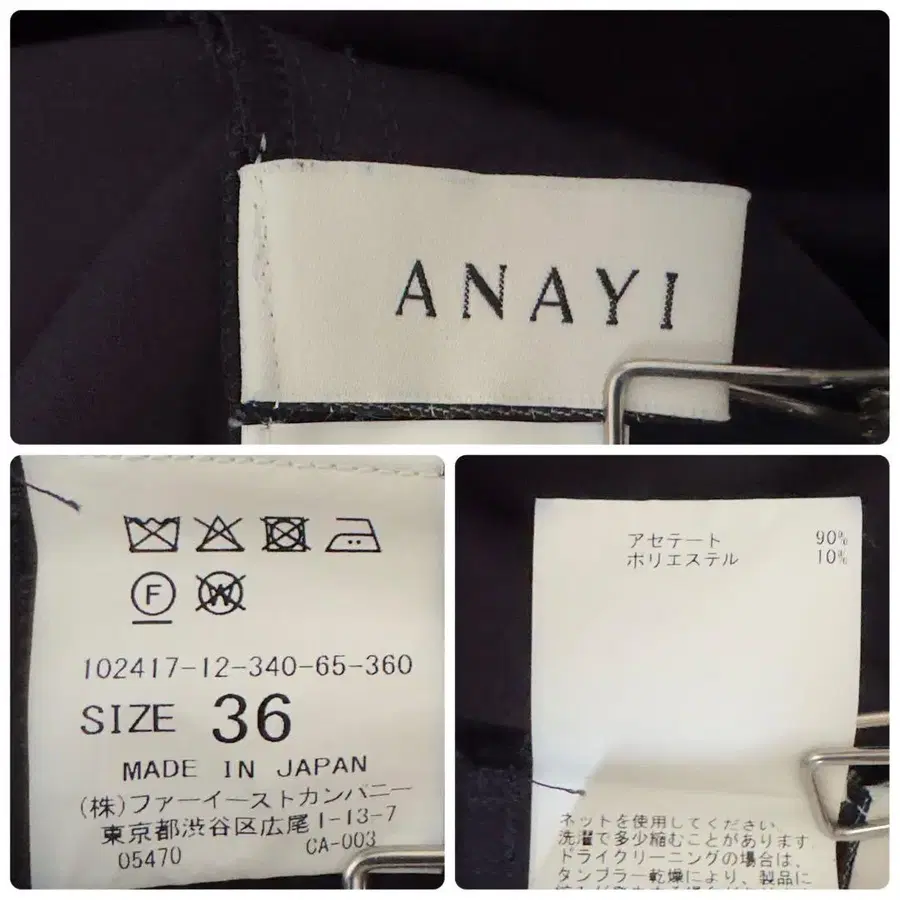 ANAYI
F
W
102417-12-340-65-360
SIZE 36
MADE IN JAPAN
(株)ファーイーストカンパニー
東京都渋谷区広尾1-13-7
05470 CA-003
アセテート 90%
ポリエステル 10%
ネットを使用してください
洗濯で多少縮むことがあります
ドライクリーニングの場合は、
タンブラー乾燥により、製品に